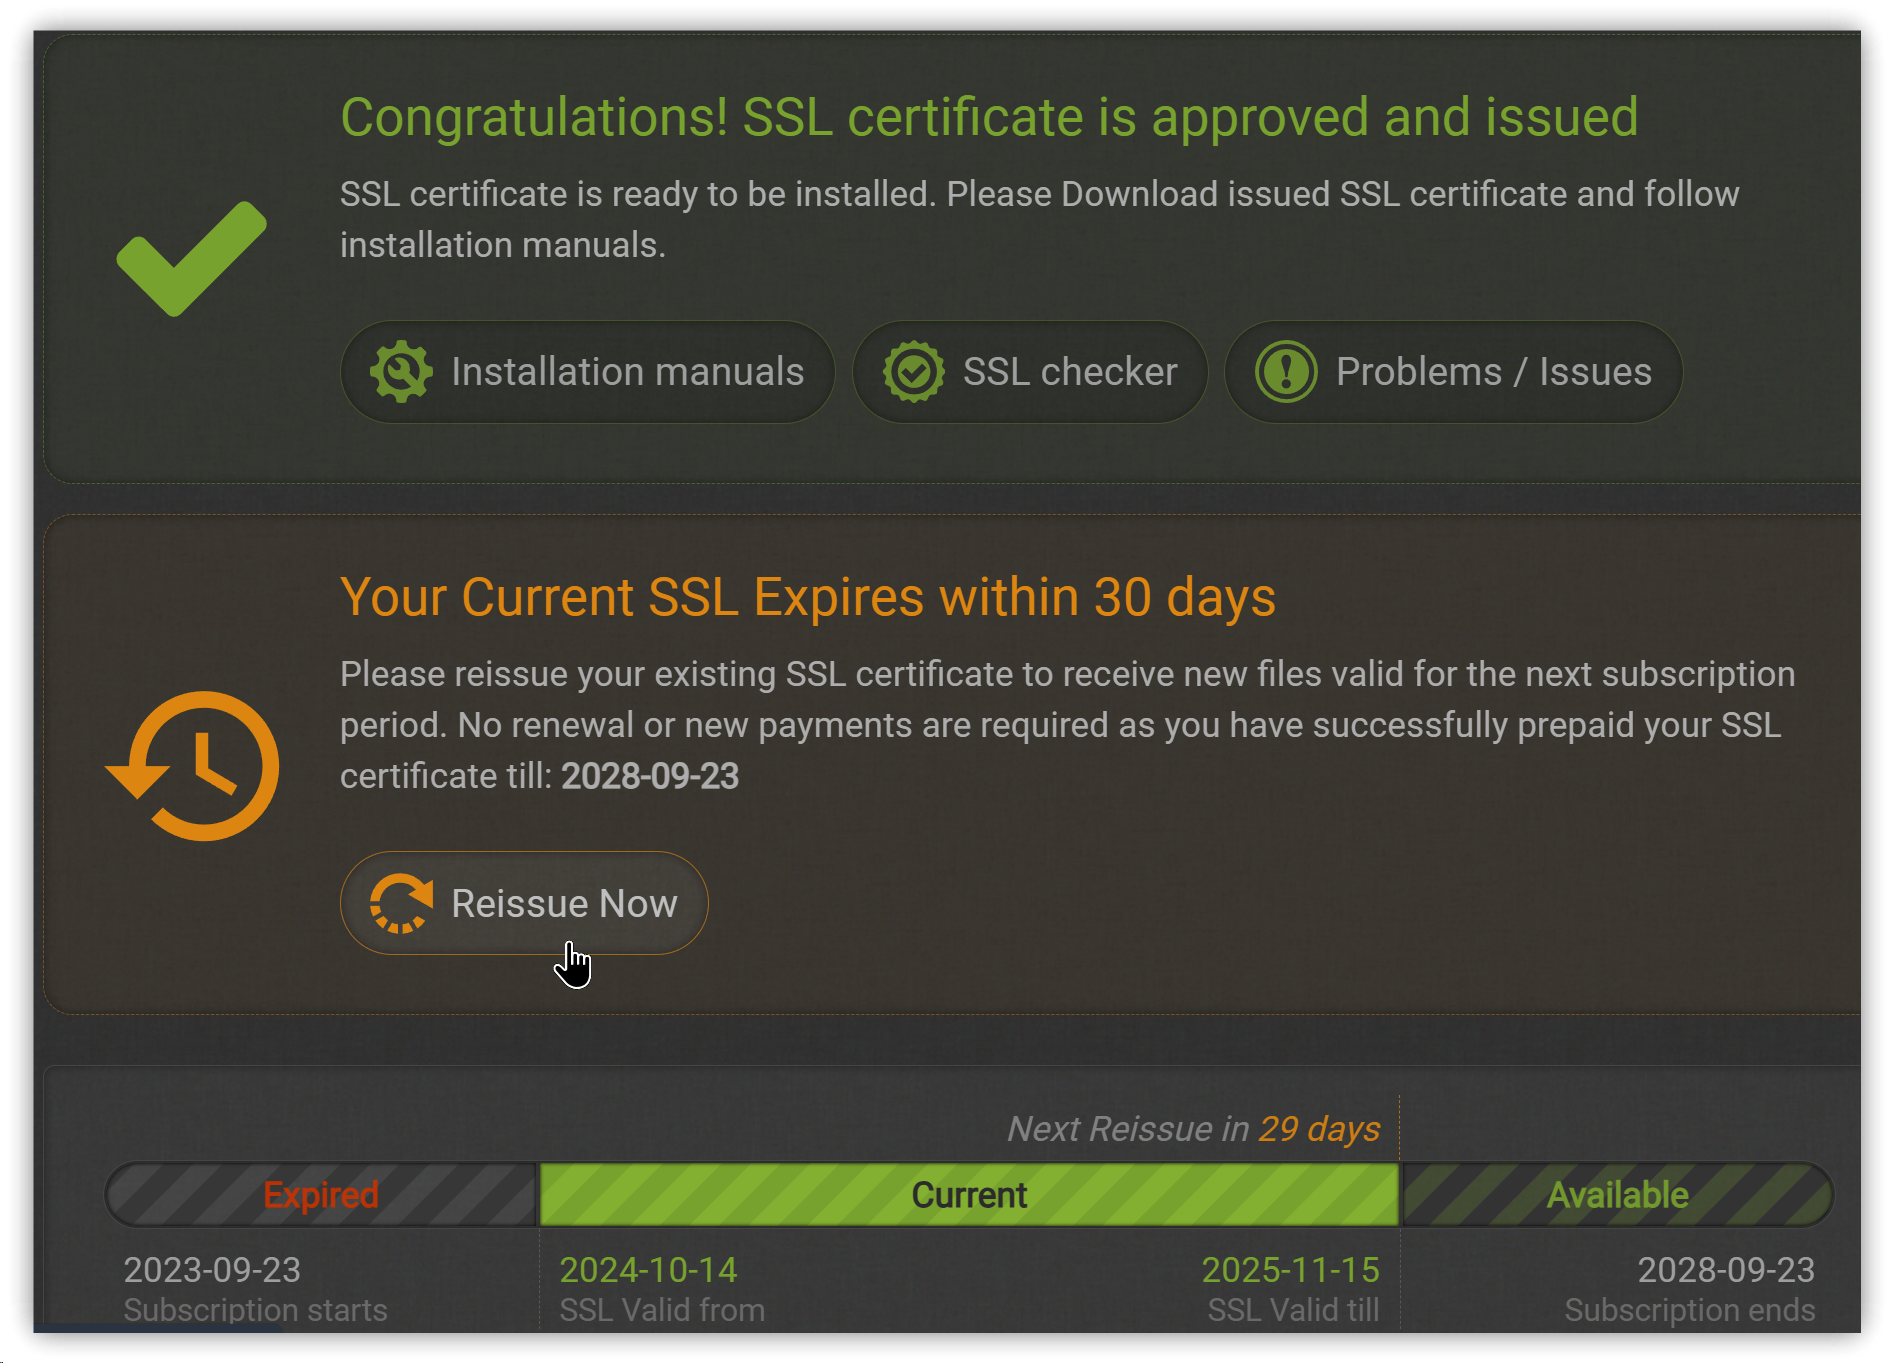 Congratulations! SSL certificate is approved and issued
SSL certificate is ready to be installed. Please Download issued SSL certificate and follow
installation manuals.
Installation manuals
SSL checker
Problems / Issues
Your Current SSL Expires within 30 days
Please reissue your existing SSL certificate to receive new files valid for the next subscription
period. No renewal or new payments are required as you have successfully prepaid your SSL
certificate till: 2028-09-23
Reissue Now
Next Reissue in 29 days
Expired
Current
Available
2023-09-23
2024-10-14
2025-11-15
2028-09-23
Subscription starts
SSL Valid from
SSL Valid till
Subscription ends